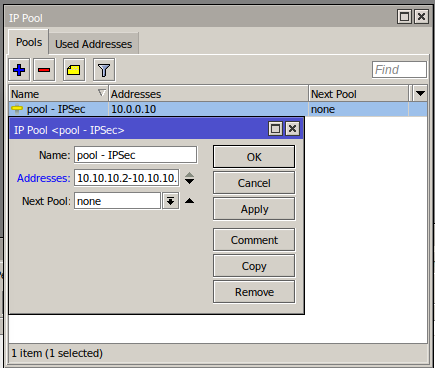 IP Pool
Pools Used Addresses
Find
Name Addresses Next Pool
pool - IPSec 10.0.0.10 none
IP Pool <pool - IPSec>
Name: pool - IPSec OK
Addresses: 10.10.10.2-10.10.10. Cancel
Next Pool: none Apply
Comment
Copy
Remove
1 item (1 selected)